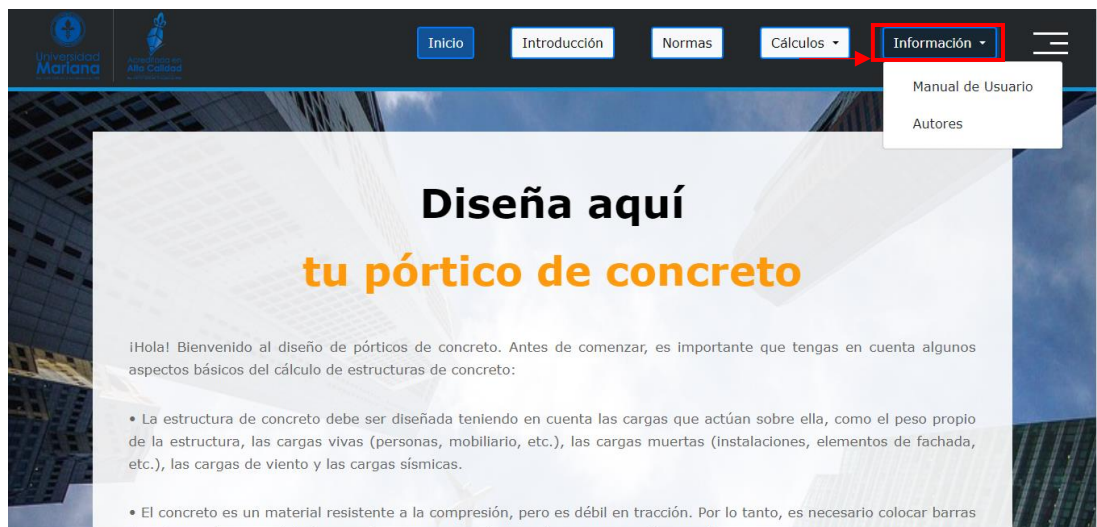 Universidad
Mariana
Acreditada en
Alta Calidad
Inicio
Introducción
Normas
Cálculos
Información
Manual de Usuario
Autores
Diseña aquí
tu pórtico de concreto
¡Hola! Bienvenido al diseño de pórticos de concreto. Antes de comenzar, es importante que tengas en cuenta algunos
aspectos básicos del cálculo de estructuras de concreto:
• La estructura de concreto debe ser diseñada teniendo en cuenta las cargas que actúan sobre ella, como el peso propio
de la estructura, las cargas vivas (personas, mobiliario, etc.), las cargas muertas (instalaciones, elementos de fachada,
etc.), las cargas de viento y las cargas sísmicas.
• El concreto es un material resistente a la compresión, pero es débil en tracción. Por lo tanto, es necesario colocar barras